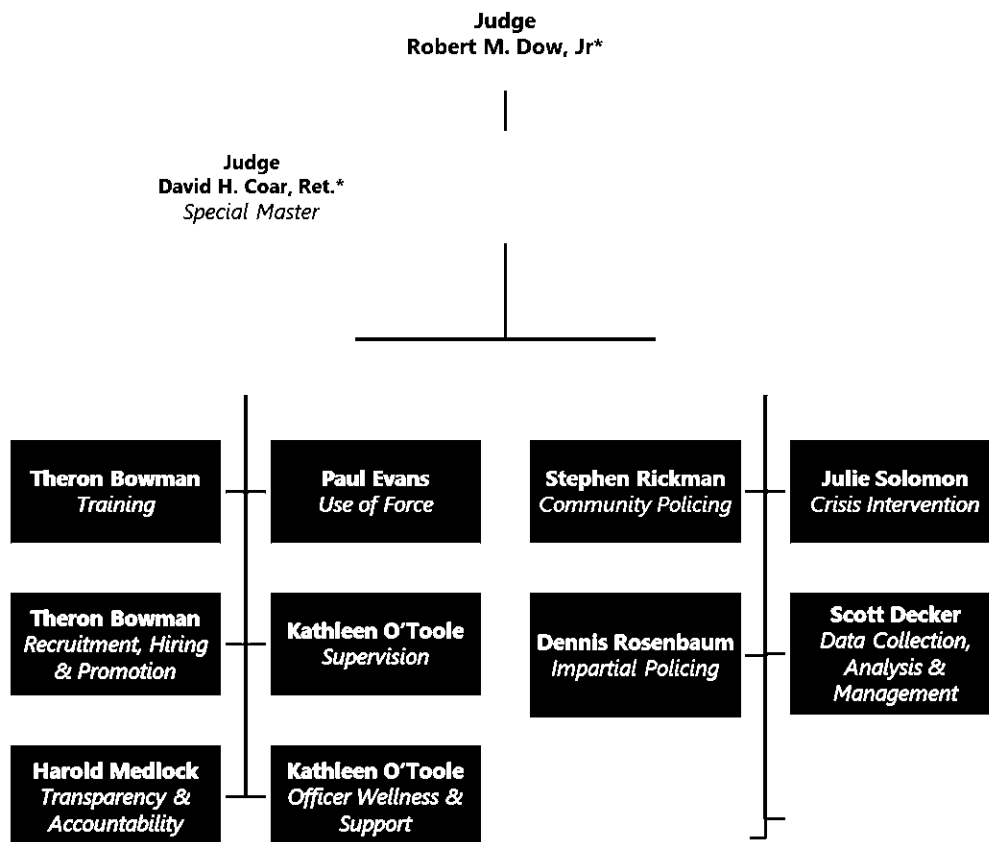 Judge
Robert M. Dow, Jr*
Judge
David H. Coar, Ret.*
Special Master
Theron Bowman
Training
Paul Evans
Use of Force
Stephen Rickman
Community Policing
Julie Solomon
Crisis Intervention
Theron Bowman
Recruitment, Hiring
& Promotion
Kathleen O'Toole
Supervision
Dennis Rosenbaum
Impartial Policing
Scott Decker
Data Collection,
Analysis &
Management
Harold Medlock
Transparency &
Accountability
Kathleen O'Toole
Officer Wellness &
Support